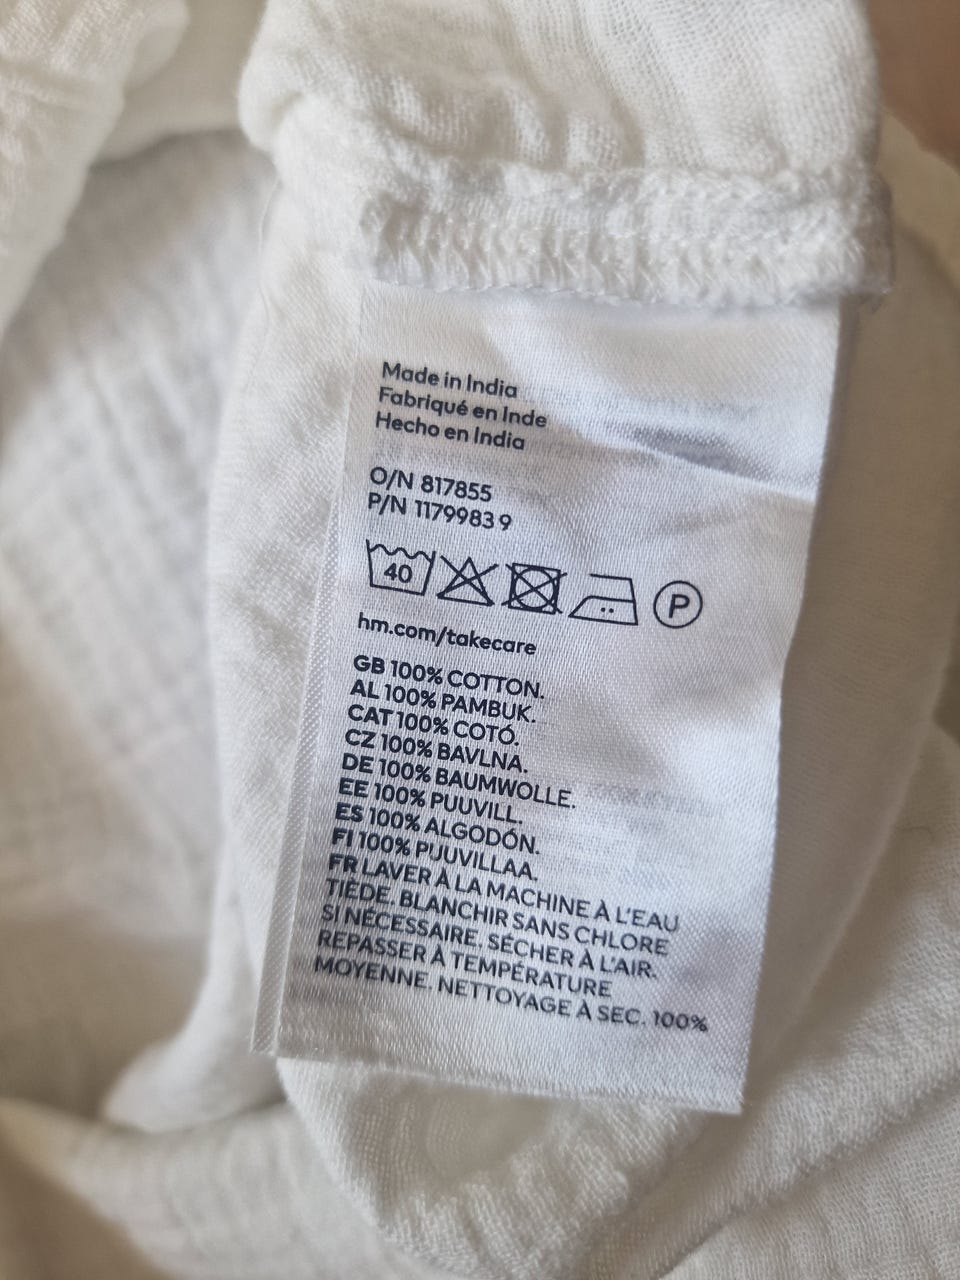 Made in India
Fabriqué en Inde
Hecho en India
O/N 817855
P/N 1179983 9
40 P
hm.com/takecare
GB 100% COTTON.
AL 100% PAMBUK.
CAT 100% COTÓ.
CZ 100% BAVLNA.
DE 100% BAUMWOLLE.
EE 100% PUUVILL.
ES 100% ALGODÓN.
FI 100% PUUVILLAA.
FR LAVER À LA MACHINE À L'EAU
TIÈDE. BLANCHIR SANS CHLORE
SI NÉCESSAIRE. SÉCHER À L'AIR.
REPASSER À TEMPÉRATURE
MOYENNE. NETTOYAGE À SEC. 100%